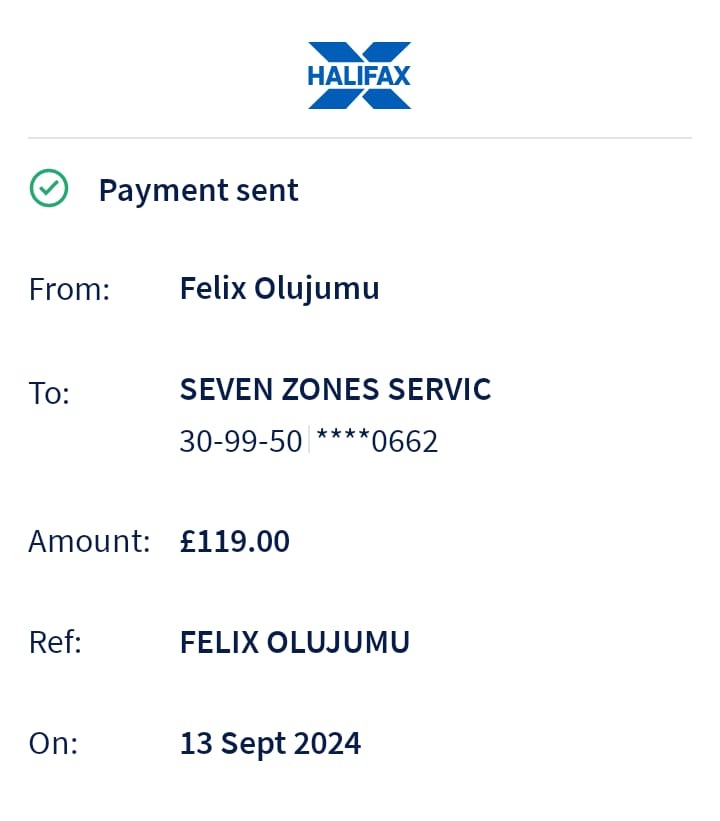 HALIFAX
Payment sent
From: Felix Olujumu
To: SEVEN ZONES SERVIC
30-99-50 ****0662
Amount: £119.00
Ref: FELIX OLUJUMU
On: 13 Sept 2024